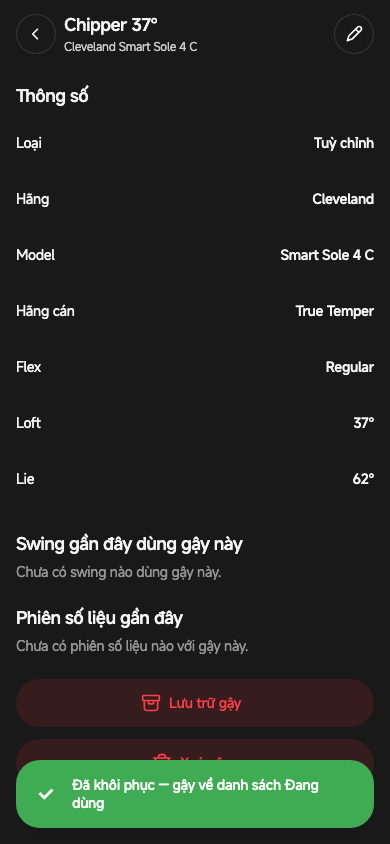 Chipper 37°
Cleveland Smart Sole 4 C
Thông số
Loại
Tuỳ chỉnh
Hãng
Cleveland
Model
Smart Sole 4 C
Hãng cán
True Temper
Flex
Regular
Loft
37°
Lie
62°
Swing gần đây dùng gậy này
Chưa có swing nào dùng gậy này.
Phiên số liệu gần đây
Chưa có phiên số liệu nào với gậy này.
Lưu trữ gậy
Đã khôi phục — gậy về danh sách Đang
dùng